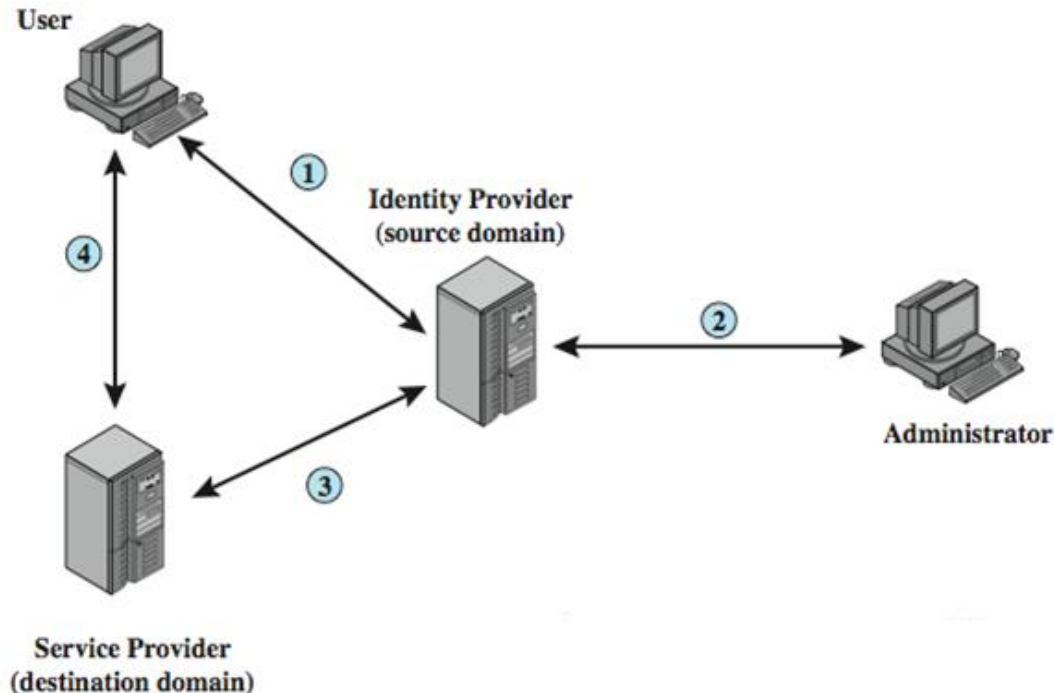 User
1
Identity Provider
(source domain)
4
2
Administrator
3
Service Provider
(destination domain)